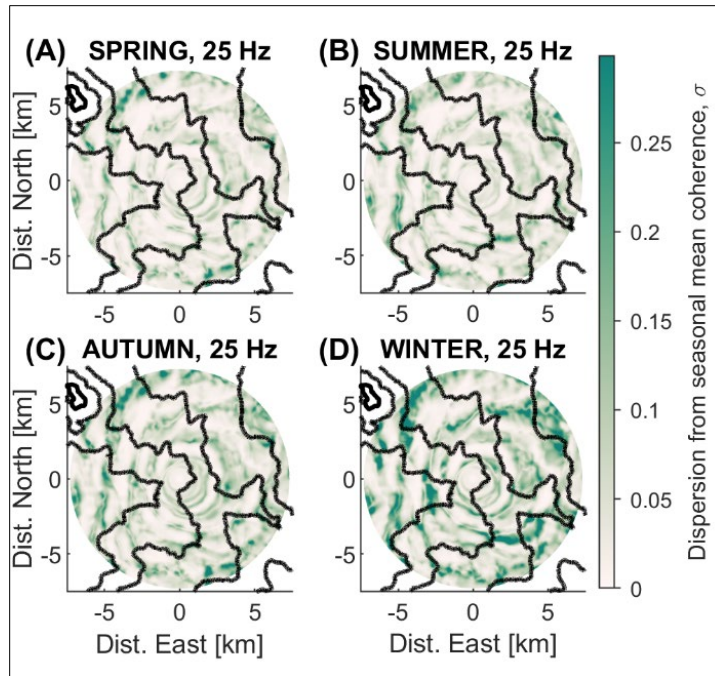 (A) SPRING, 25 Hz
(B) SUMMER, 25 Hz
Dist. North [km]
5
0
-5
-5 0 5
-5 0 5
(C) AUTUMN, 25 Hz
(D) WINTER, 25 Hz
Dist. North [km]
5
0
-5
-5 0 5
Dist. East [km]
-5 0 5
Dist. East [km]
0.25
0.2
0.15
0.1
0.05
0
Dispersion from seasonal mean coherence, σ